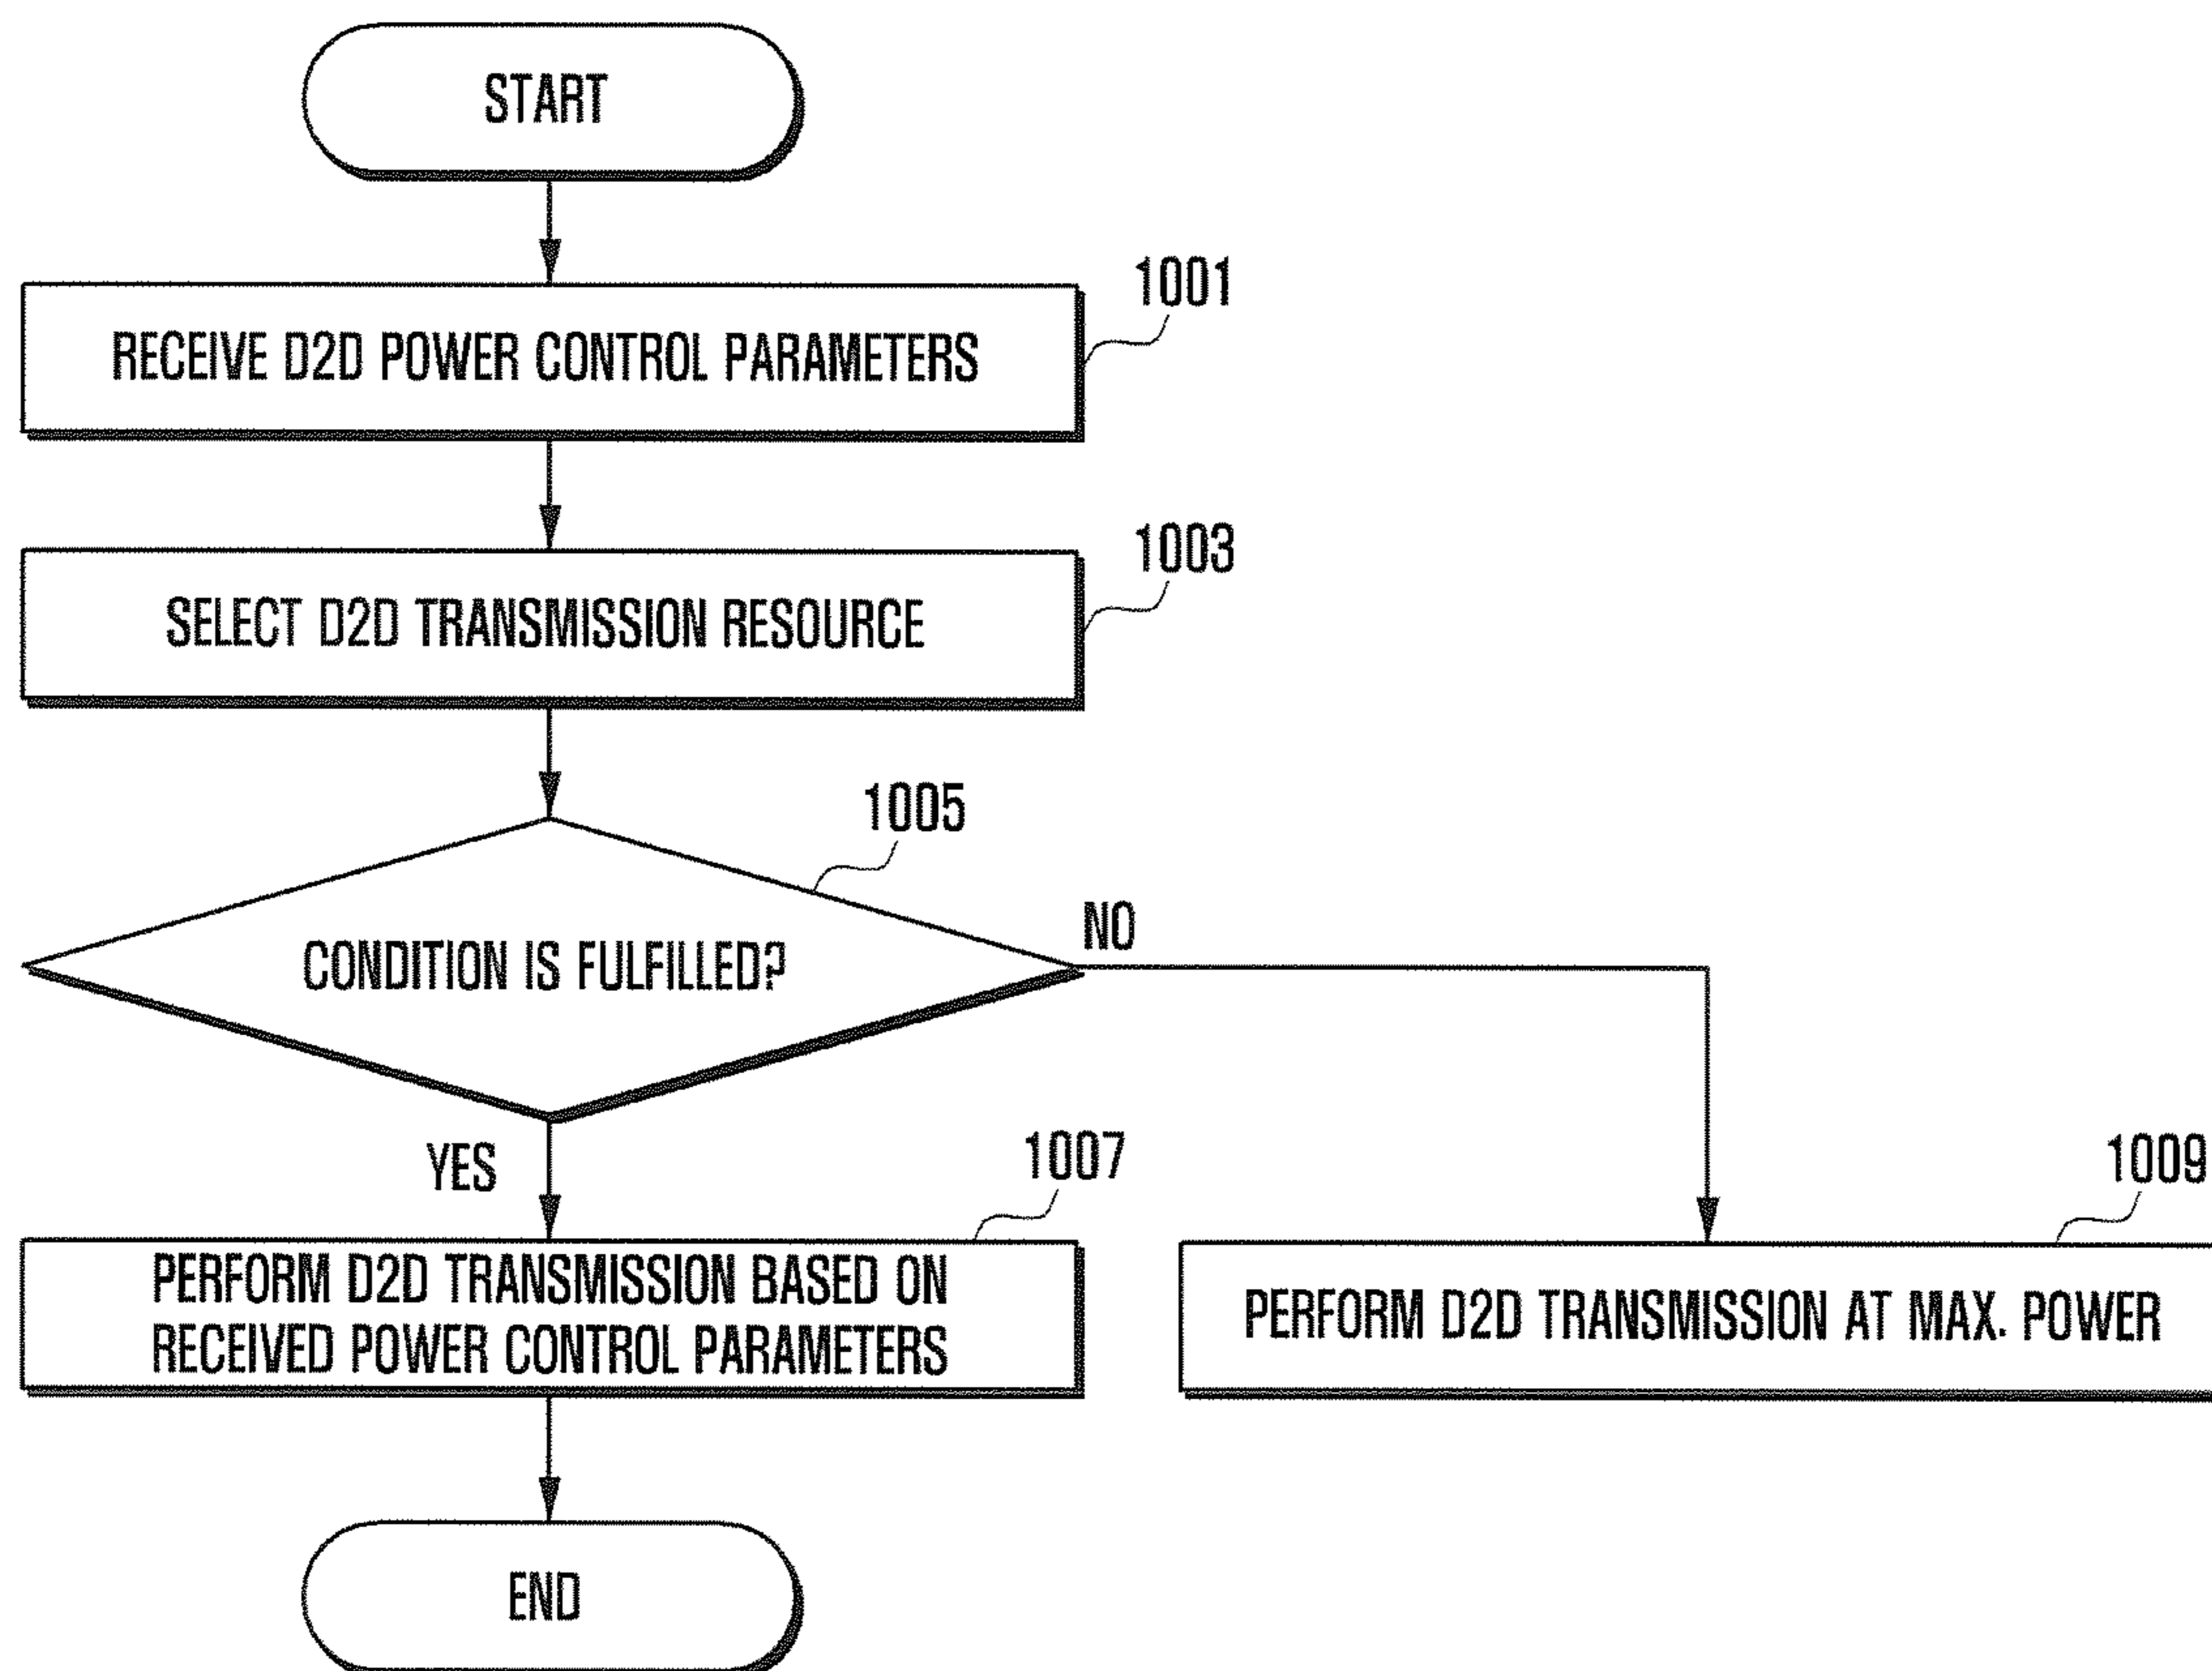 START
1001
RECEIVE D2D POWER CONTROL PARAMETERS
1003
SELECT D2D TRANSMISSION RESOURCE
1005
CONDITION IS FULFILLED?
NO
YES
1007
1009
PERFORM D2D TRANSMISSION BASED ON
RECEIVED POWER CONTROL PARAMETERS
PERFORM D2D TRANSMISSION AT MAX. POWER
END